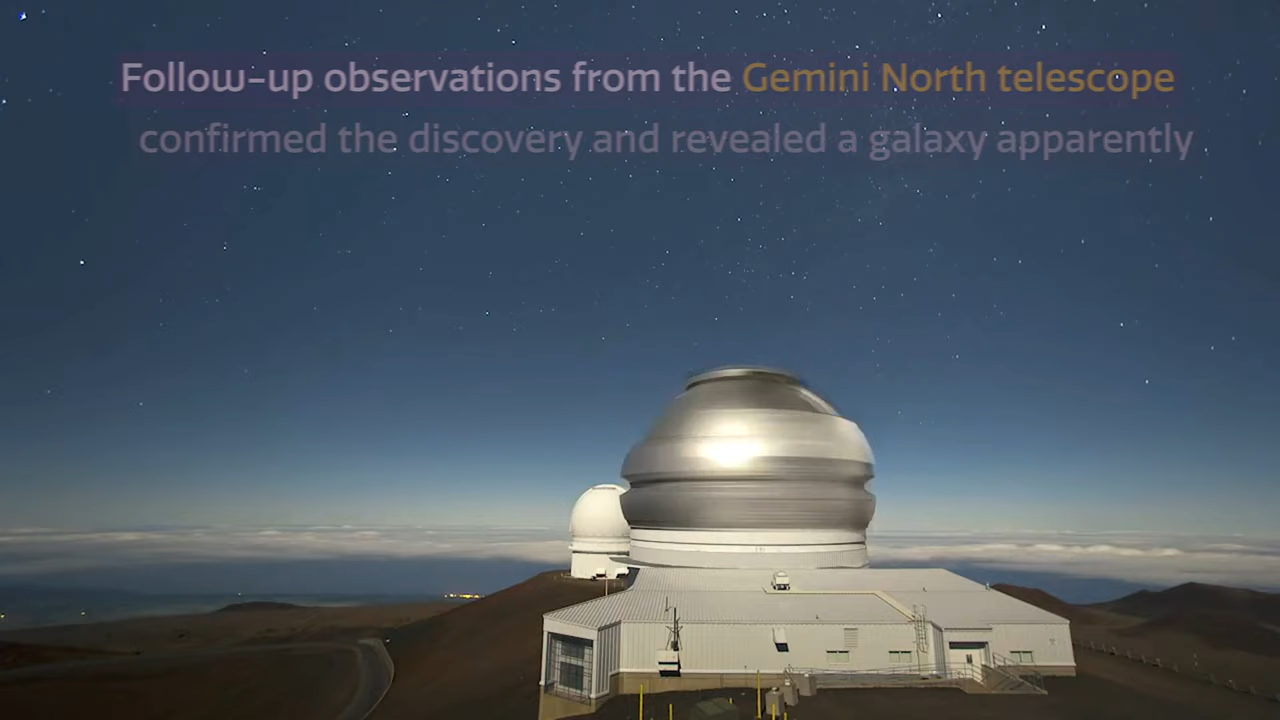 Follow-up observations from the Gemini North telescope
confirmed the discovery and revealed a galaxy apparently